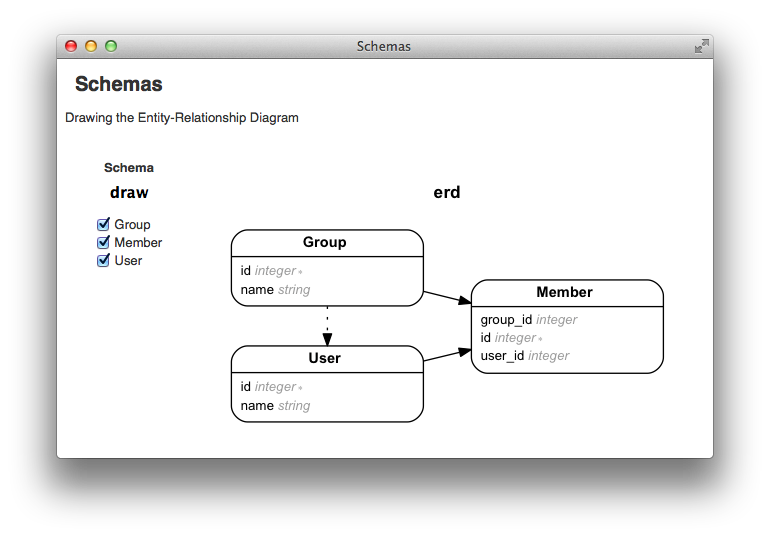 Schemas
Schemas
Drawing the Entity-Relationship Diagram
Schema
draw
erd
Group
Member
User
Group
id integer *
name string
Member
group_id integer
id integer *
user_id integer
User
id integer *
name string